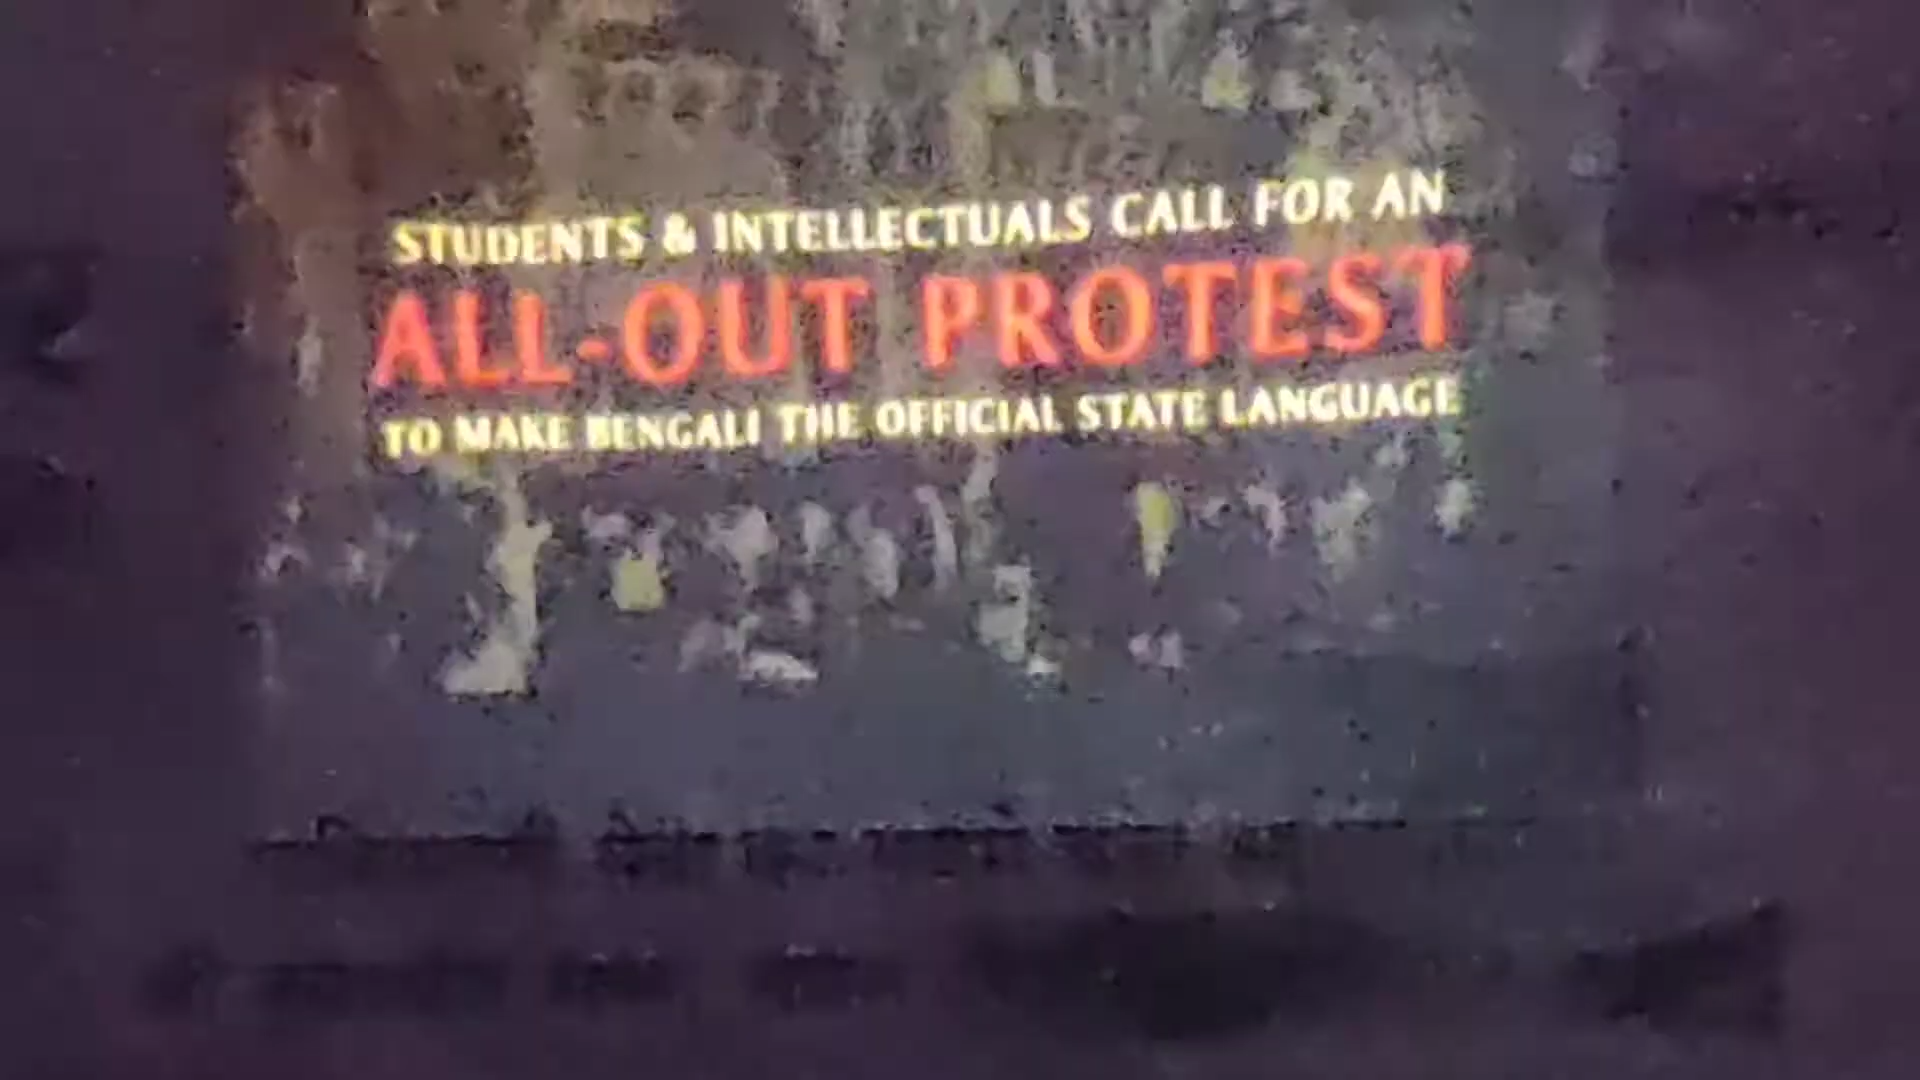 STUDENTS & INTELLECTUALS CALL FOR AN
ALL-OUT PROTEST
TO MAKE BENGALI THE OFFICIAL STATE LANGUAGE